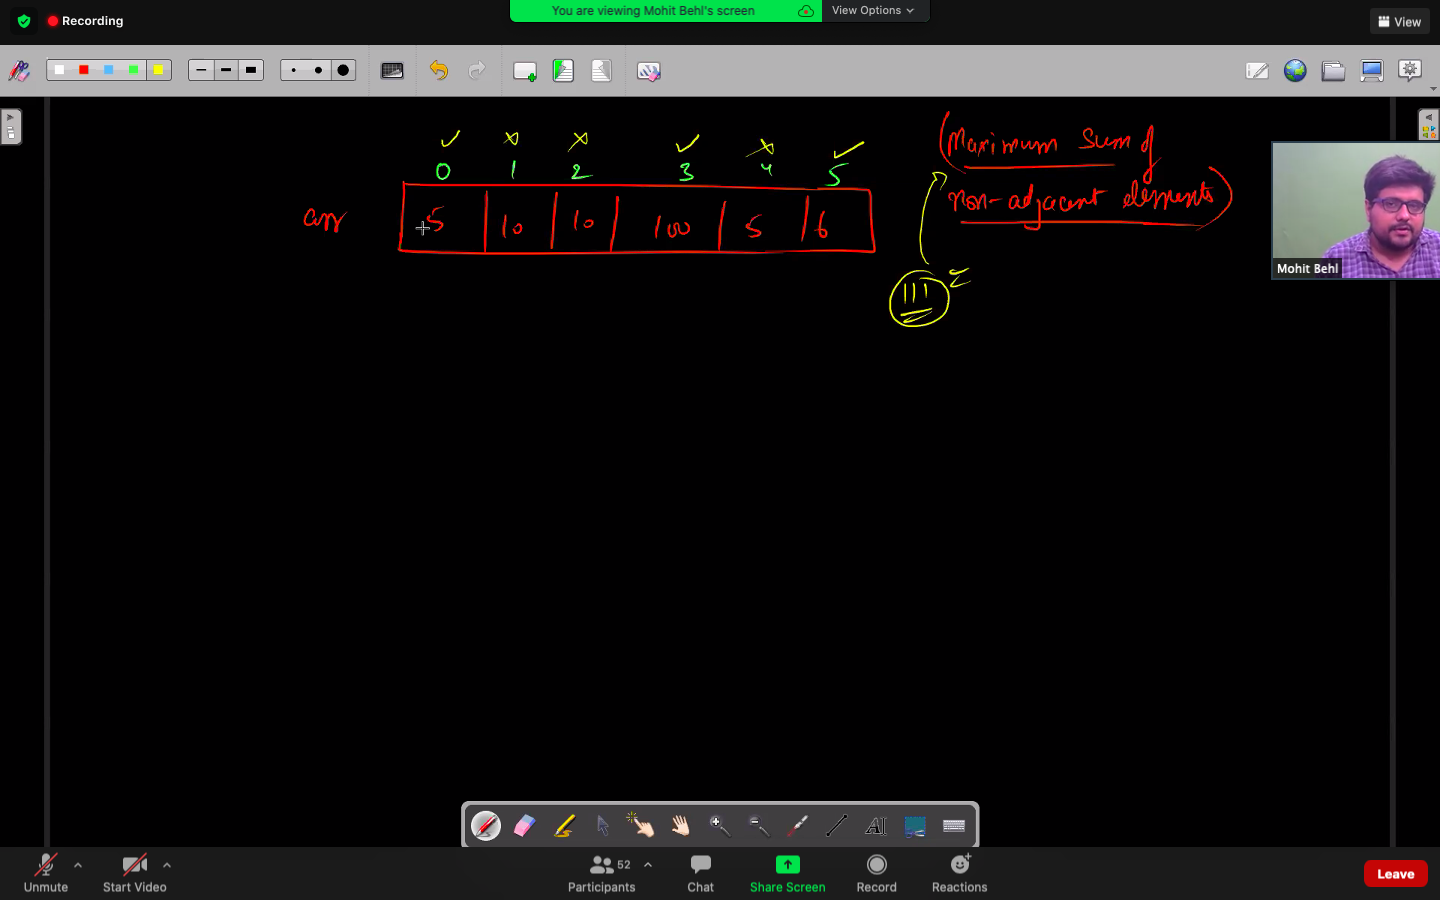 Recording
You are viewing Mohit Behl's screen
View Options
View
0 1 2 3 4 5
arr 5 10 10 100 5 6
(Maximum Sum of
non-adjacent elements)
111
Mohit Behl
AI
Unmute
Start Video
52
Participants
Chat
Share Screen
Record
Reactions
Leave